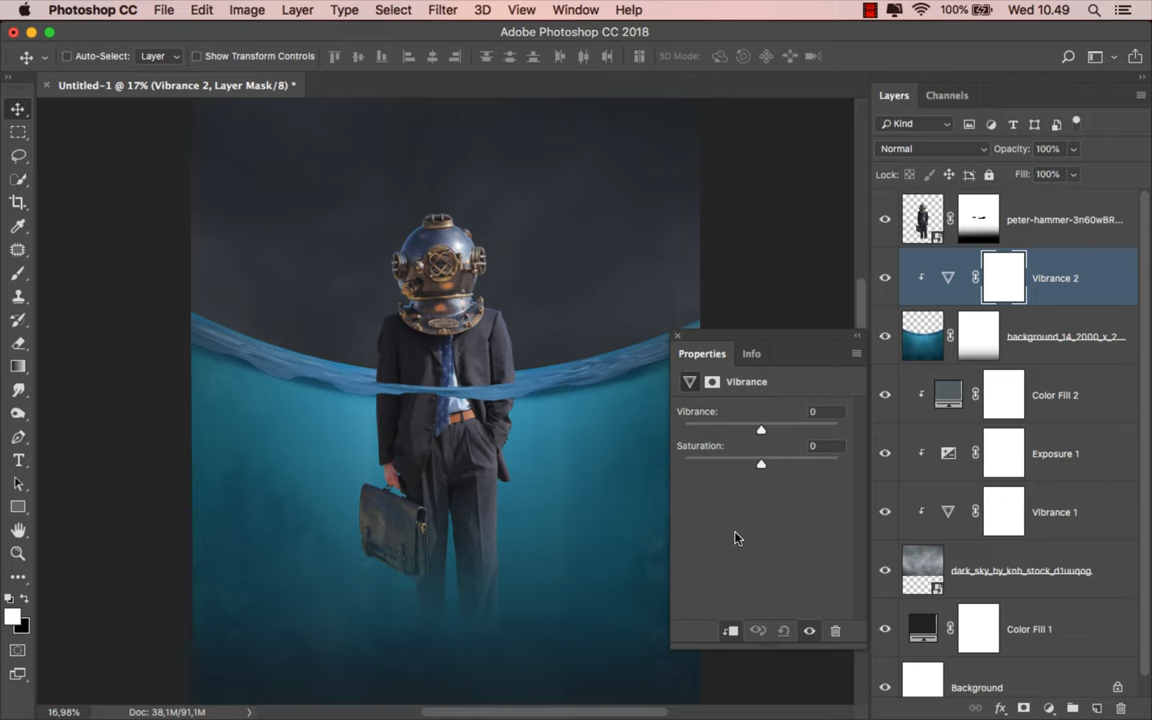 Photoshop CC File Edit Image Layer Type Select Filter 3D View Window Help 100% Wed 10.49
Adobe Photoshop CC 2018
Auto-Select: Layer Show Transform Controls 3D Mode:
Untitled-1 @ 17% (Vibrance 2, Layer Mask/8) *
Layers Channels
Kind
Normal Opacity: 100%
Lock: Fill: 100%
peter-hammer-3n60wBR...
Vibrance 2
background_14_2000_x_2...
Color Fill 2
Exposure 1
Vibrance 1
dark_sky_by_knb_stock_d1uuqog.
Color Fill 1
Background
Properties Info
Vibrance
Vibrance: 0
Saturation: 0
16,98% Doc: 38,1M/91,1M